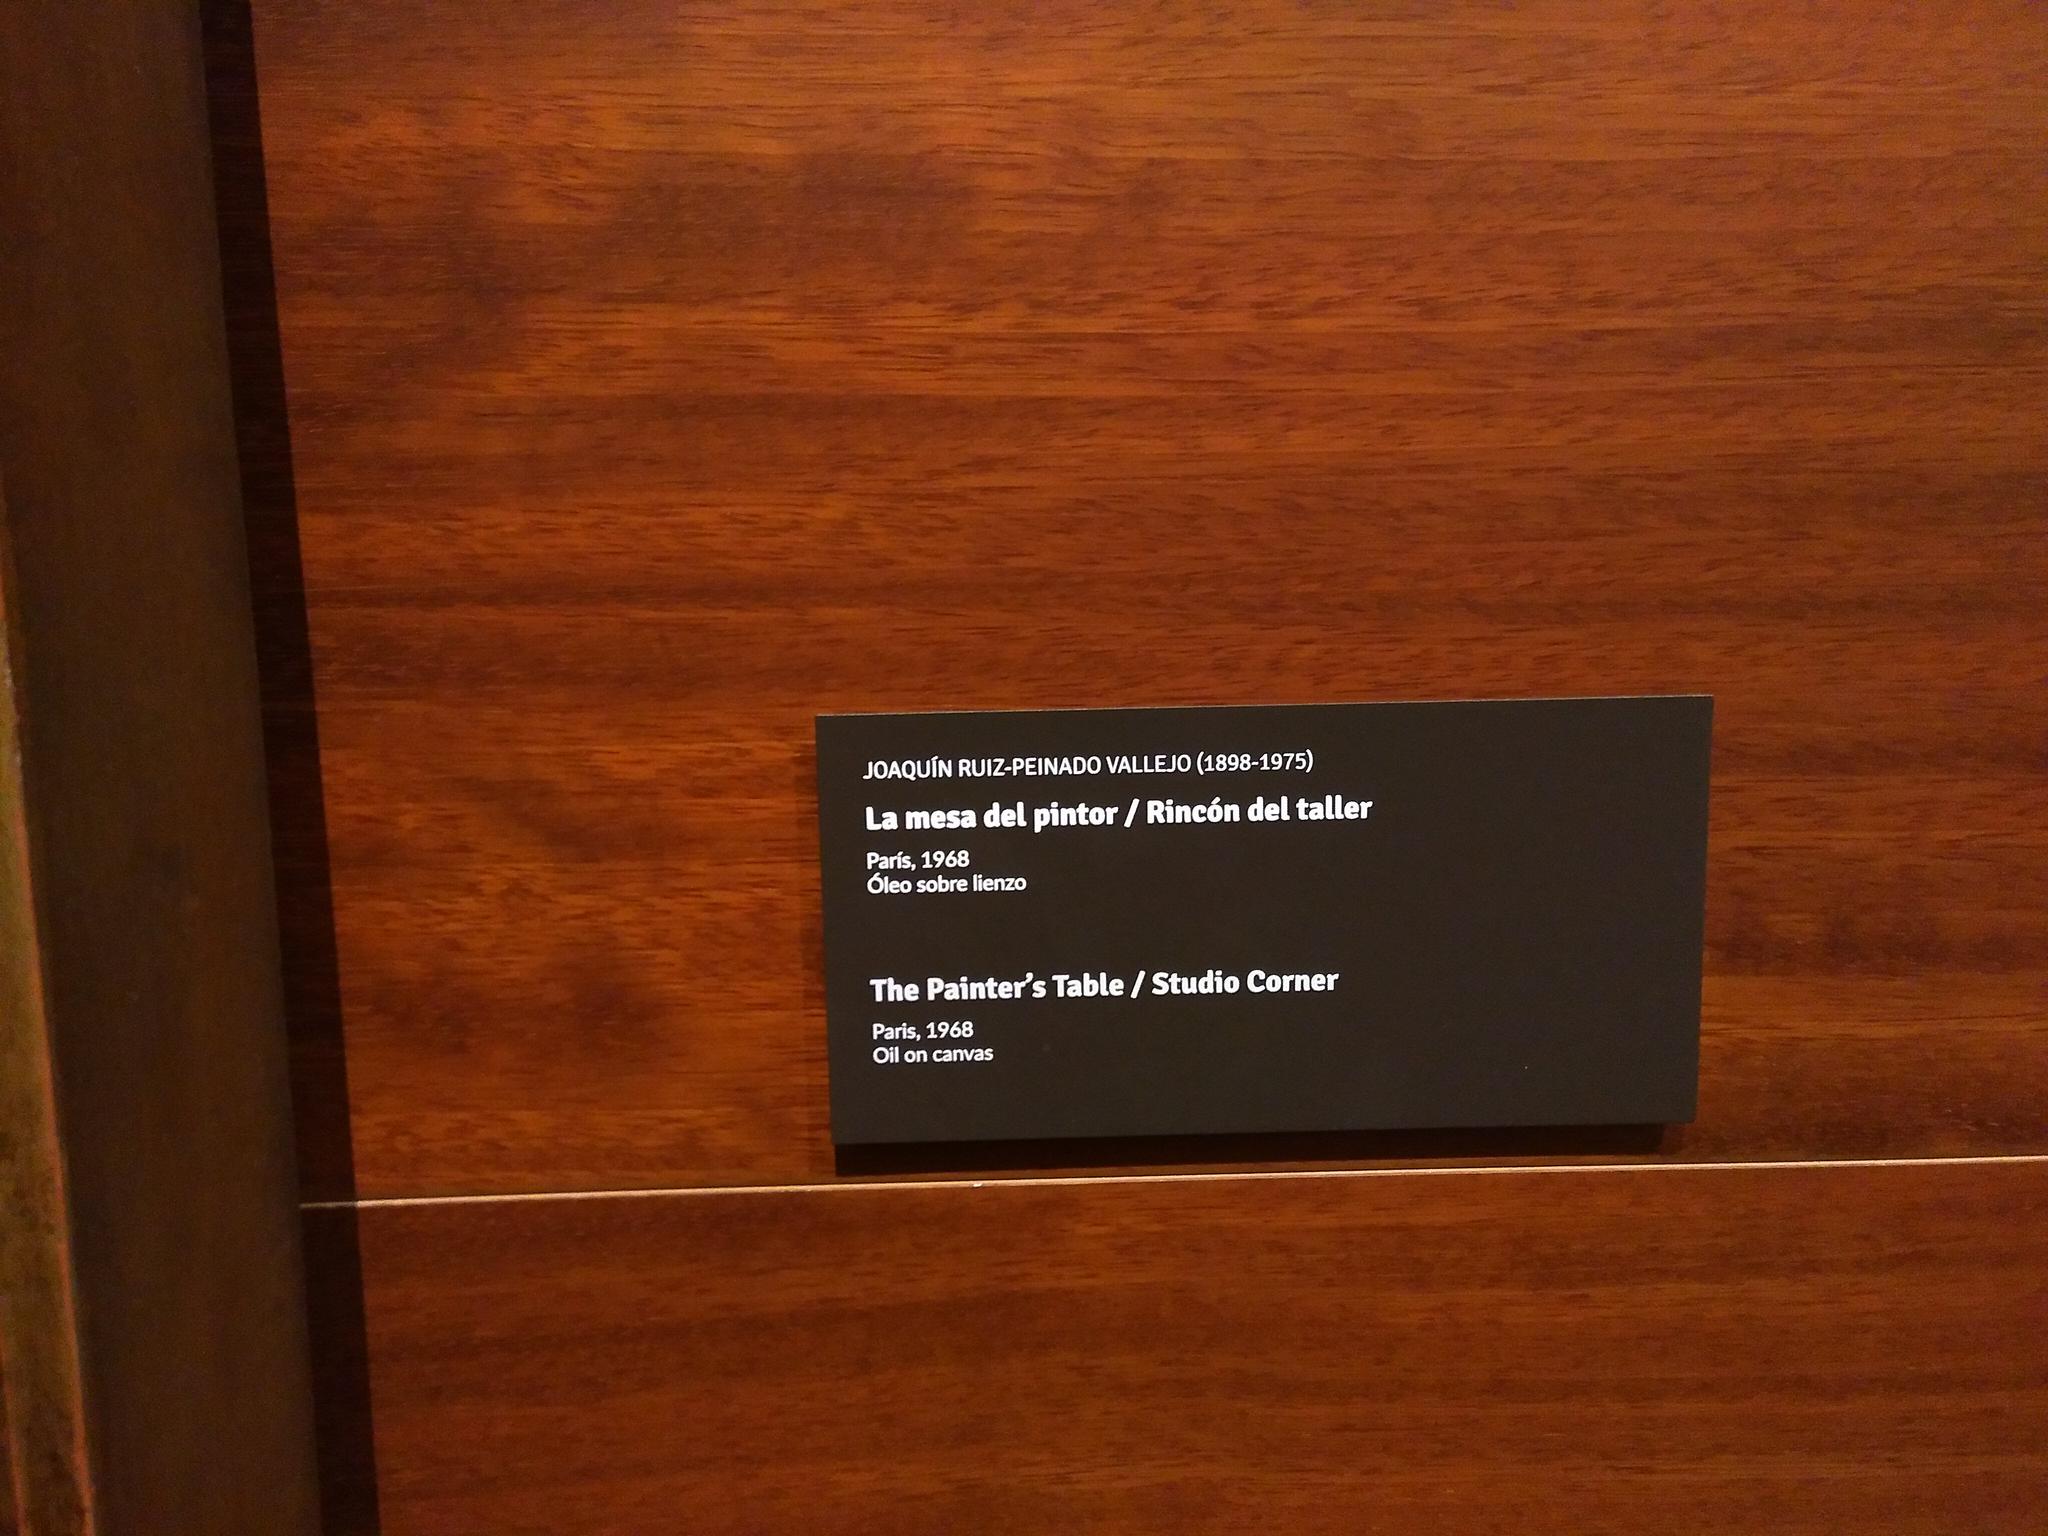 JOAQUÍN RUIZ-PEINADO VALLEJO (1898-1975)
La mesa del pintor / Rincón del taller
París, 1968
Óleo sobre lienzo
The Painter’s Table / Studio Corner
Paris, 1968
Oil on canvas